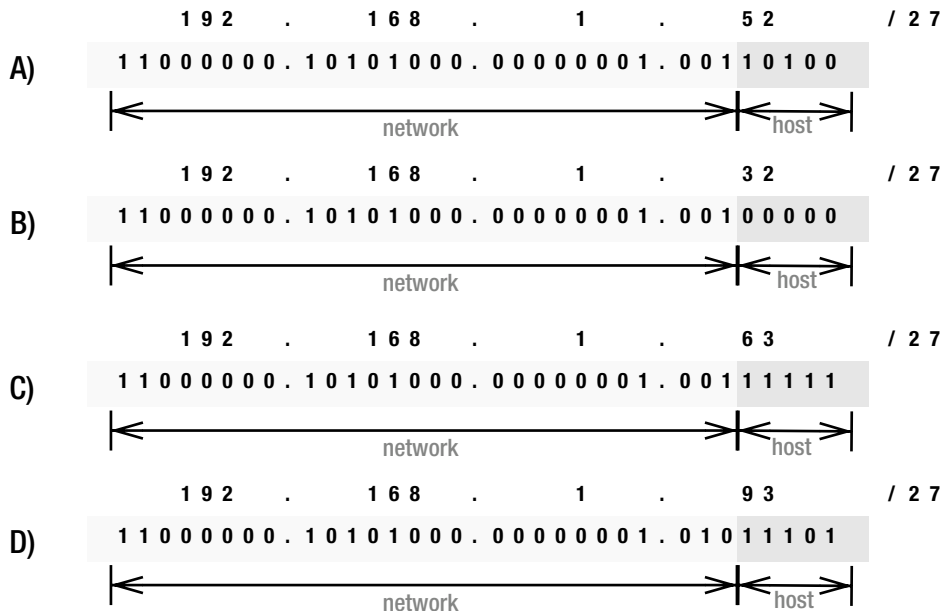 192 . 168 . 1 . 52 /27
A) 11000000.10101000.00000001.00110100
network host
192 . 168 . 1 . 32 /27
B) 11000000.10101000.00000001.00100000
network host
192 . 168 . 1 . 63 /27
C) 11000000.10101000.00000001.00111111
network host
192 . 168 . 1 . 93 /27
D) 11000000.10101000.00000001.01011101
network host